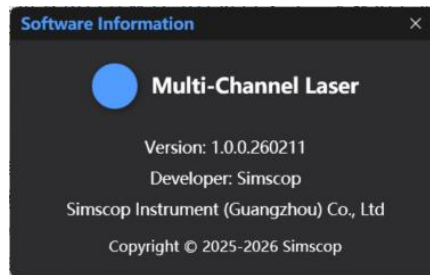 Software Information
Multi-Channel Laser
Version: 1.0.0.260211
Developer: Simscop
Simscop Instrument (Guangzhou) Co., Ltd
Copyright © 2025-2026 Simscop